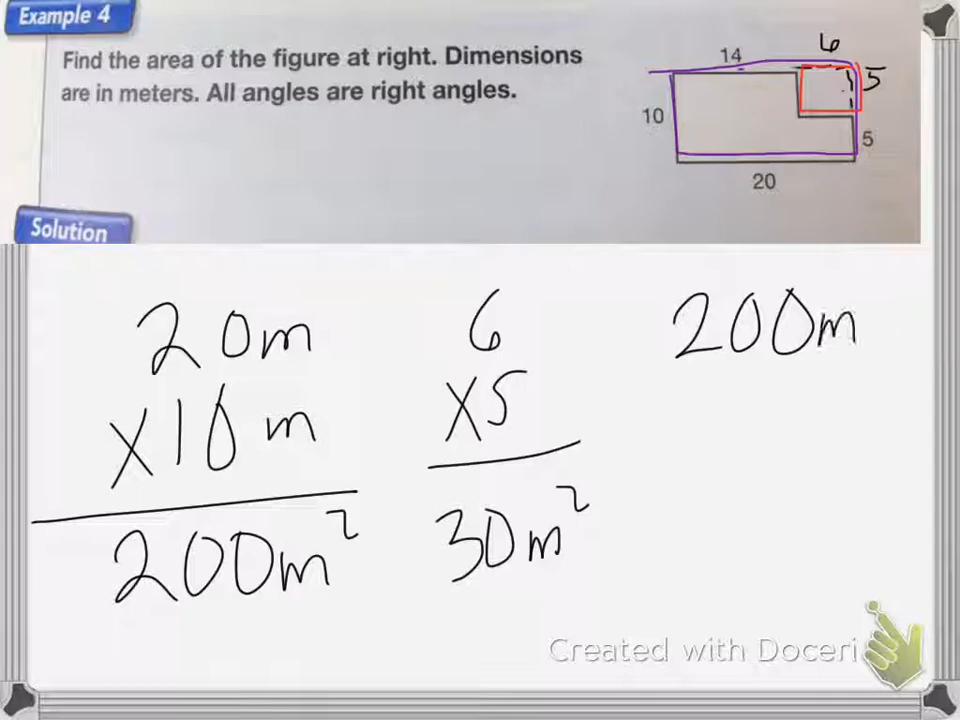 Example 4
Find the area of the figure at right. Dimensions
are in meters. All angles are right angles.
14
6
5
10
5
20
Solution
20m
x10m
200m²
6
x5
30m²
200m
Created with Doceri